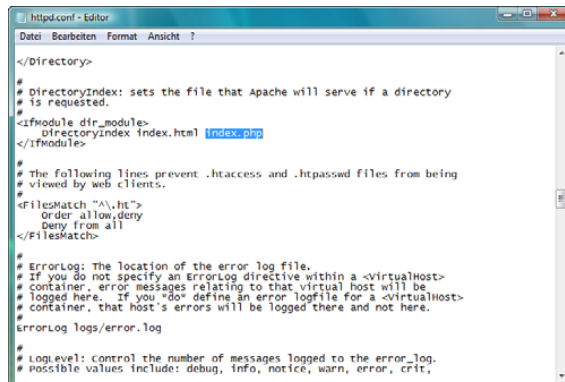 httpd.conf - Editor
Datei Bearbeiten Format Ansicht ?
</Directory>
#
# DirectoryIndex: sets the file that Apache will serve if a directory
# is requested.
#
<IfModule dir_module>
DirectoryIndex index.html index.php
</IfModule>
#
# The following lines prevent .htaccess and .htpasswd files from being
# viewed by Web clients.
#
<FilesMatch "^\.ht">
Order allow,deny
Deny from all
</FilesMatch>
#
# ErrorLog: The location of the error log file.
# If you do not specify an ErrorLog directive within a <VirtualHost>
# container, error messages relating to that virtual host will be
# logged here. If you *do* define an error logfile for a <VirtualHost>
# container, that host's errors will be logged there and not here.
#
ErrorLog logs/error.log
#
# LogLevel: Control the number of messages logged to the error_log.
# Possible values include: debug, info, notice, warn, error, crit,